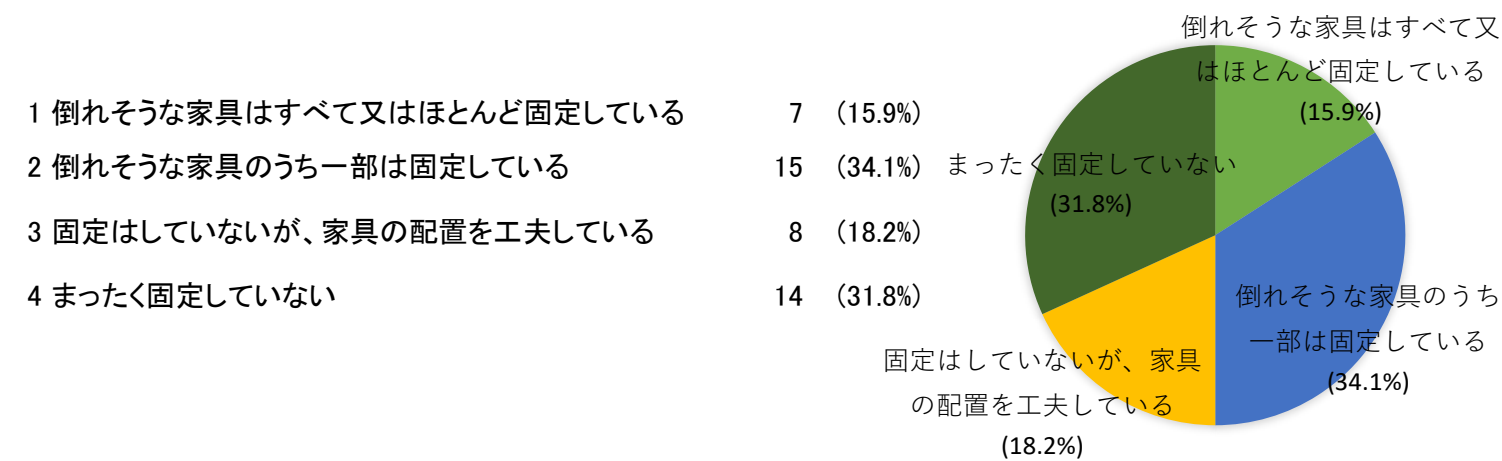 1 倒れそうな家具はすべて又はほとんど固定している 7 (15.9%)
2 倒れそうな家具のうち一部は固定している 15 (34.1%)
3 固定はしていないが、家具の配置を工夫している 8 (18.2%)
4 まったく固定していない 14 (31.8%)
倒れそうな家具はすべて又
はほとんど固定している
(15.9%)
倒れそうな家具のうち
一部は固定している
(34.1%)
固定はしていないが、家具
の配置を工夫している
(18.2%)
まったく固定していない
(31.8%)